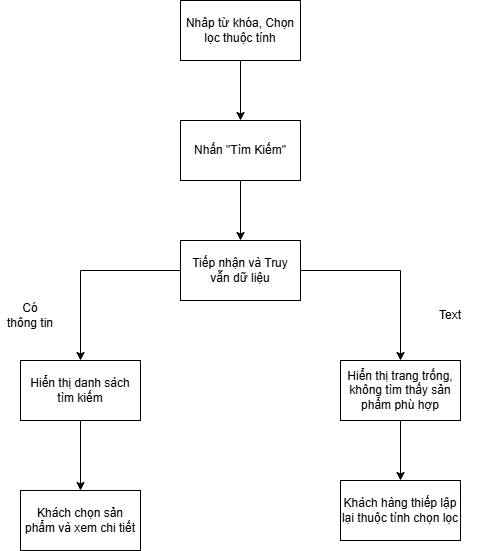 Nhâp từ khóa, Chọn
lọc thuộc tính
Nhấn "Tìm Kiếm"
Tiếp nhận và Truy
vẫn dữ liệu
Có
thông tin
Text
Hiển thị danh sách
tìm kiếm
Hiển thị trang trống,
không tìm thấy sản
phẩm phù hợp
Khách chọn sản
phẩm và xem chi tiết
Khách hàng thiếp lập
lại thuộc tính chọn lọc